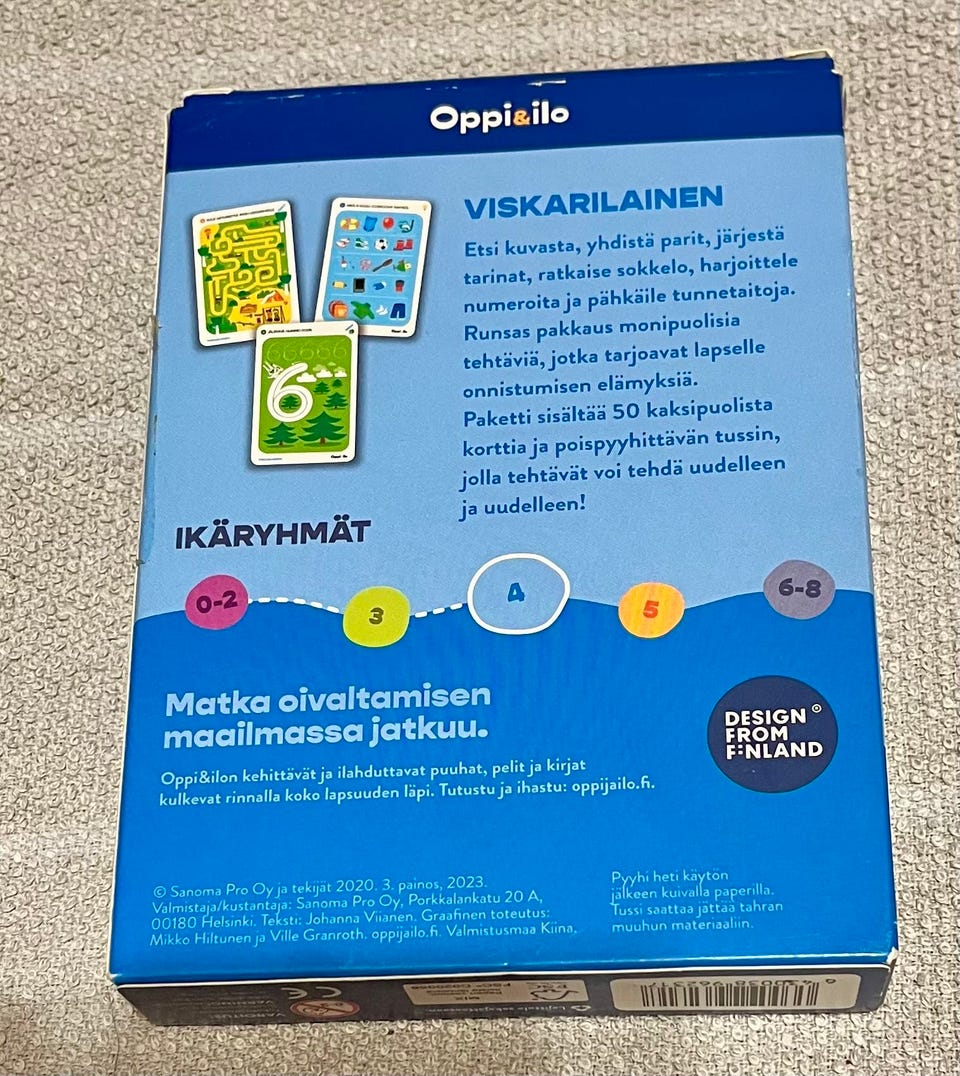 Oppi&ilo
VISKARILAINEN
Etsi kuvasta, yhdistä parit, järjestä
tarinat, ratkaise sokkelo, harjoittele
numeroita ja pähkäile tunnetaitoja.
Runsas pakkaus monipuolisia
tehtäviä, jotka tarjoavat lapselle
onnistumisen elämyksiä.
Paketti sisältää 50 kaksipuolista
korttia ja poispyyhittävän tussin,
jolla tehtävät voi tehdä uudelleen
ja uudelleen!
6
IKÄRYHMÄT
0-2 3 4 5 6-8
Matka oivaltamisen
maailmassa jatkuu.
Oppi&ilon kehittävät ja ilahduttavat puuhat, pelit ja kirjat
kulkevat rinnalla koko lapsuuden läpi. Tutustu ja ihastu: oppijailo.fi.
DESIGN ®
FROM
FINLAND
© Sanoma Pro Oy ja tekijät 2020. 3. painos, 2023.
Valmistaja/kustantaja: Sanoma Pro Oy, Porkkalankatu 20 A,
00180 Helsinki. Teksti: Johanna Viianen. Graafinen toteutus:
Mikko Hiltunen ja Ville Granroth. oppijailo.fi. Valmistusmaa Kiina.
Pyyhi heti käytön
jälkeen kuivalla paperilla.
Tussi saattaa jättää tahran
muuhun materiaaliin.
CE
MIX